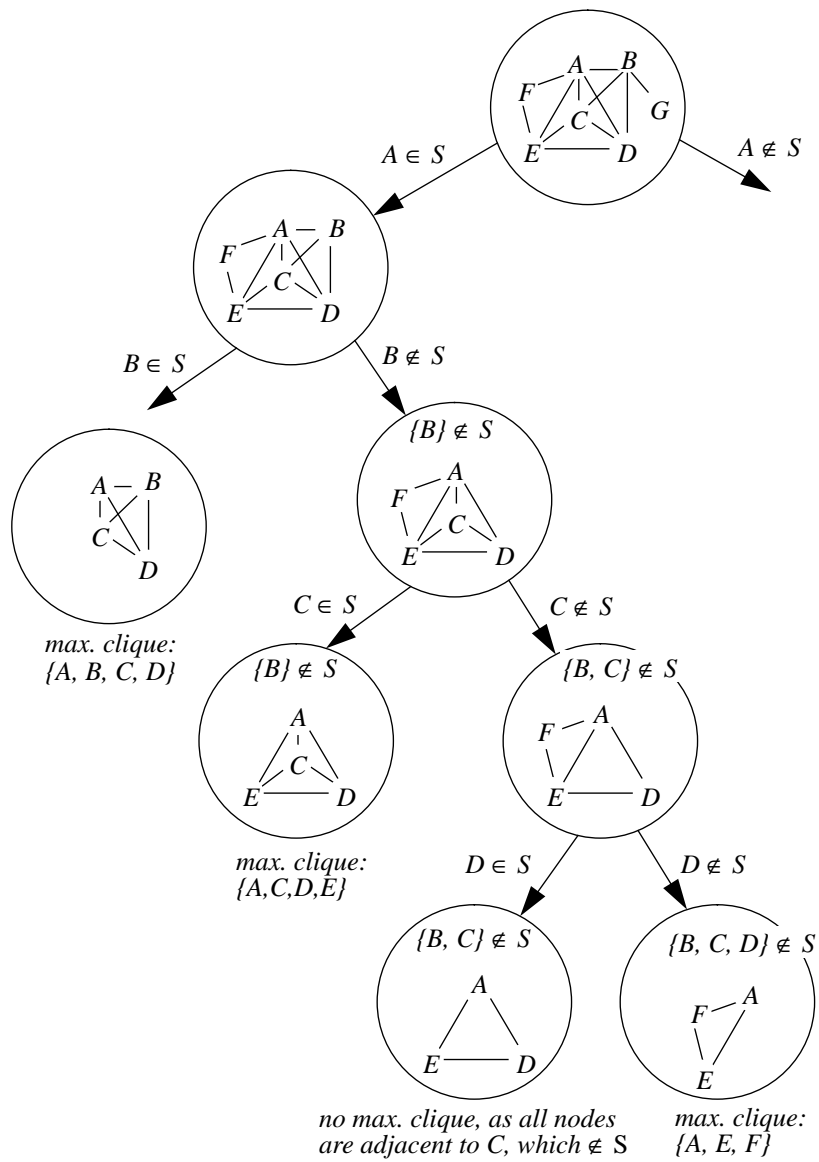 A B
F
C G
E D
A ∈ S
A ∉ S
A B
F
C
E D
B ∈ S
B ∉ S
{B} ∉ S
A B
C
D
A
F
C
E D
max. clique:
{A, B, C, D}
C ∈ S
C ∉ S
{B} ∉ S
{B, C} ∉ S
A
C
E D
A
F
E D
max. clique:
{A,C,D,E}
D ∈ S
D ∉ S
{B, C} ∉ S
{B, C, D} ∉ S
A
E D
A
F
E
no max. clique, as all nodes
are adjacent to C, which ∉ S
max. clique:
{A, E, F}